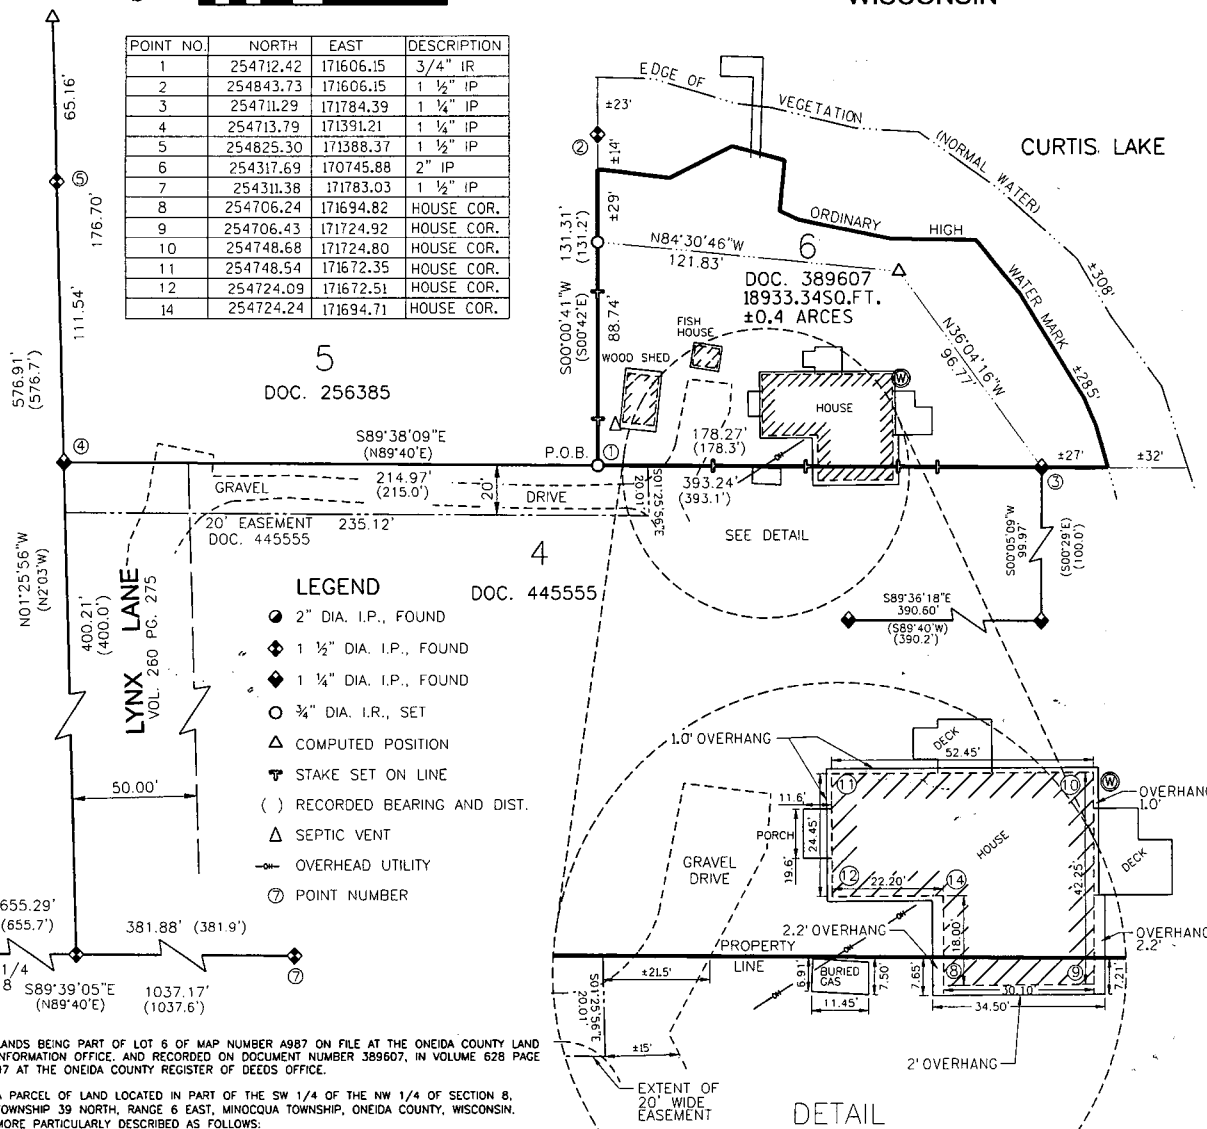 WISCONSIN
POINT NO. NORTH EAST DESCRIPTION
1 254712.42 171606.15 3/4" IR
2 254843.73 171606.15 1 ½" IP
3 254711.29 171784.39 1 ¼" IP
4 254713.79 171391.21 1 ¼" IP
5 254825.30 171388.37 1 ½" IP
6 254317.69 170745.88 2" IP
7 254311.38 171783.03 1 ½" IP
8 254706.24 171694.82 HOUSE COR.
9 254706.43 171724.92 HOUSE COR.
10 254748.68 171724.80 HOUSE COR.
11 254748.54 171672.35 HOUSE COR.
12 254724.09 171672.51 HOUSE COR.
14 254724.24 171694.71 HOUSE COR.
65.16'
⑤
176.70'
111.54'
576.91'
(576.7')
5
DOC. 256385
④
S89°38'09"E
(N89°40'E)
214.97'
(215.0')
GRAVEL
DRIVE
20'
20' EASEMENT 235.12'
DOC. 445555
S01°25'56"E
20.01'
P.O.B.
①
EDGE OF VEGETATION (NORMAL WATER)
±23'
②
±14'
±29'
131.31'
(131.2')
S00°00'41"W
(S00°42'E)
88.74'
CURTIS LAKE
ORDINARY HIGH WATER MARK
±308'
±285'
N84°30'46"W
121.83'
6
DOC. 389607
18933.34SQ.FT.
±0.4 ARCES
N36°04'16"W
96.77'
FISH
HOUSE
WOOD SHED
W
HOUSE
178.27'
(178.3')
393.24'
(393.1')
±27'
±32'
③
SEE DETAIL
S00°05'09"W
99.97
(S00°29'E)
(100.0')
S89°36'18"E
390.60'
(S89°40'W)
(390.2')
4
DOC. 445555
N01°25'56"W
(N2°03'W)
400.21'
(400.0')
LYNX LANE
VOL. 260 PG. 275
50.00'
LEGEND
2" DIA. I.P., FOUND
1 ½" DIA. I.P., FOUND
1 ¼" DIA. I.P., FOUND
¾" DIA. I.R., SET
COMPUTED POSITION
STAKE SET ON LINE
( ) RECORDED BEARING AND DIST.
SEPTIC VENT
OH OVERHEAD UTILITY
⑦ POINT NUMBER
655.29'
(655.7')
381.88' (381.9')
1/4
8
S89°39'05"E
(N89°40'E)
1037.17'
(1037.6')
⑦
1.0' OVERHANG
DECK
52.45'
W
⑪
⑩
OVERHANG
1.0'
11.6'
PORCH
24.45'
19.6'
HOUSE
DECK
42.25'
GRAVEL
DRIVE
⑫
22.20'
⑭
18.00'
2.2' OVERHANG
OH
OVERHANG
2.2'
PROPERTY
LINE
BURIED
GAS
6.91'
7.50'
11.45'
7.65'
⑧
⑨
7.21'
30.10'
34.50'
±21.5'
S01°25'56"E
20.01'
±15'
OH
2' OVERHANG
EXTENT OF
20' WIDE
EASEMENT
DETAIL
LANDS BEING PART OF LOT 6 OF MAP NUMBER A987 ON FILE AT THE ONEIDA COUNTY LAND
INFORMATION OFFICE. AND RECORDED ON DOCUMENT NUMBER 389607, IN VOLUME 628 PAGE
7 AT THE ONEIDA COUNTY REGISTER OF DEEDS OFFICE.
A PARCEL OF LAND LOCATED IN PART OF THE SW 1/4 OF THE NW 1/4 OF SECTION 8,
TOWNSHIP 39 NORTH, RANGE 6 EAST, MINOCQUA TOWNSHIP, ONEIDA COUNTY, WISCONSIN.
MORE PARTICULARLY DESCRIBED AS FOLLOWS: